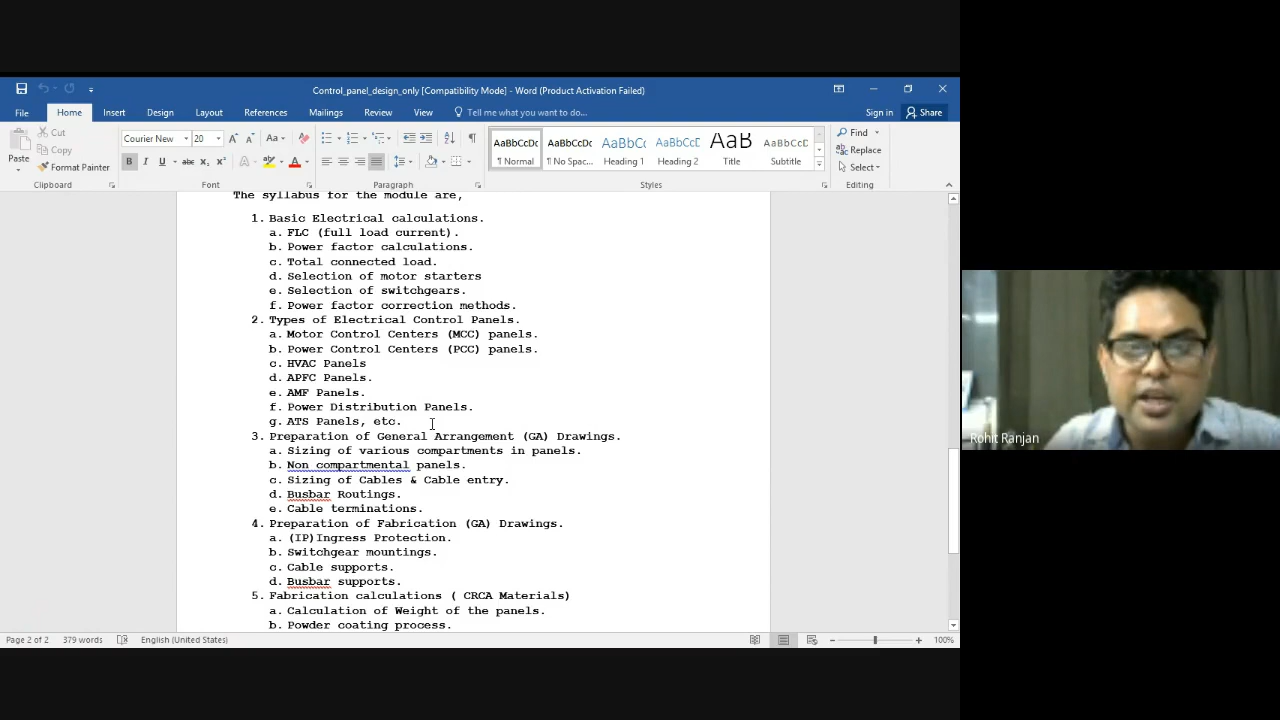 Control_panel_design_only [Compatibility Mode] - Word (Product Activation Failed)
File Home Insert Design Layout References Mailings Review View Tell me what you want to do... Sign in Share
Paste Cut Copy Format Painter
Clipboard
Courier New 20 Aa
B I U abc x₂ x² A A
Font
Paragraph
AaBbCcDc AaBbCcDc AaBbC AaBbCcC AaB AaBbCcD
¶ Normal ¶ No Spac... Heading 1 Heading 2 Title Subtitle
Styles
Find Replace Select
Editing
The syllabus for the module are,
1. Basic Electrical calculations.
a. FLC (full load current).
b. Power factor calculations.
c. Total connected load.
d. Selection of motor starters
e. Selection of switchgears.
f. Power factor correction methods.
2. Types of Electrical Control Panels.
a. Motor Control Centers (MCC) panels.
b. Power Control Centers (PCC) panels.
c. HVAC Panels
d. APFC Panels.
e. AMF Panels.
f. Power Distribution Panels.
g. ATS Panels, etc.
3. Preparation of General Arrangement (GA) Drawings.
a. Sizing of various compartments in panels.
b. Non compartmental panels.
c. Sizing of Cables & Cable entry.
d. Busbar Routings.
e. Cable terminations.
4. Preparation of Fabrication (GA) Drawings.
a. (IP)Ingress Protection.
b. Switchgear mountings.
c. Cable supports.
d. Busbar supports.
5. Fabrication calculations ( CRCA Materials)
a. Calculation of Weight of the panels.
b. Powder coating process.
Page 2 of 2 379 words English (United States) 100%
Rohit Ranjan